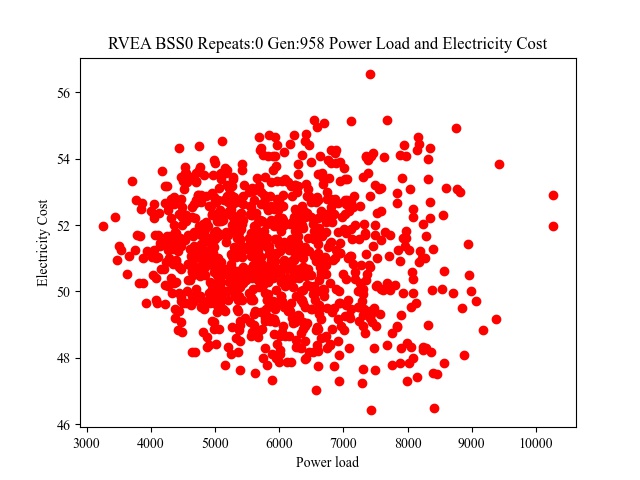 RVEA BSS0 Repeats:0 Gen:958 Power Load and Electricity Cost
56
54
52
50
48
46
Electricity Cost
3000 4000 5000 6000 7000 8000 9000 10000
Power load